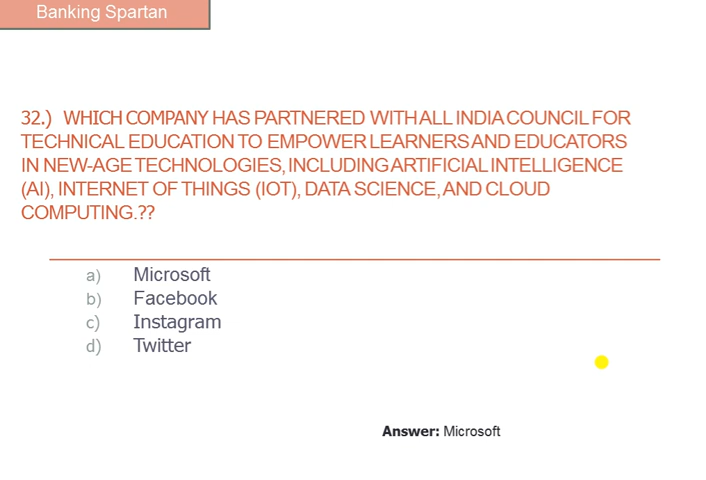 Banking Spartan
32.) WHICH COMPANY HAS PARTNERED WITH ALL INDIA COUNCIL FOR
TECHNICAL EDUCATION TO EMPOWER LEARNERS AND EDUCATORS
IN NEW-AGE TECHNOLOGIES, INCLUDING ARTIFICIAL INTELLIGENCE
(AI), INTERNET OF THINGS (IOT), DATA SCIENCE, AND CLOUD
COMPUTING.??
a) Microsoft
b) Facebook
c) Instagram
d) Twitter
Answer: Microsoft